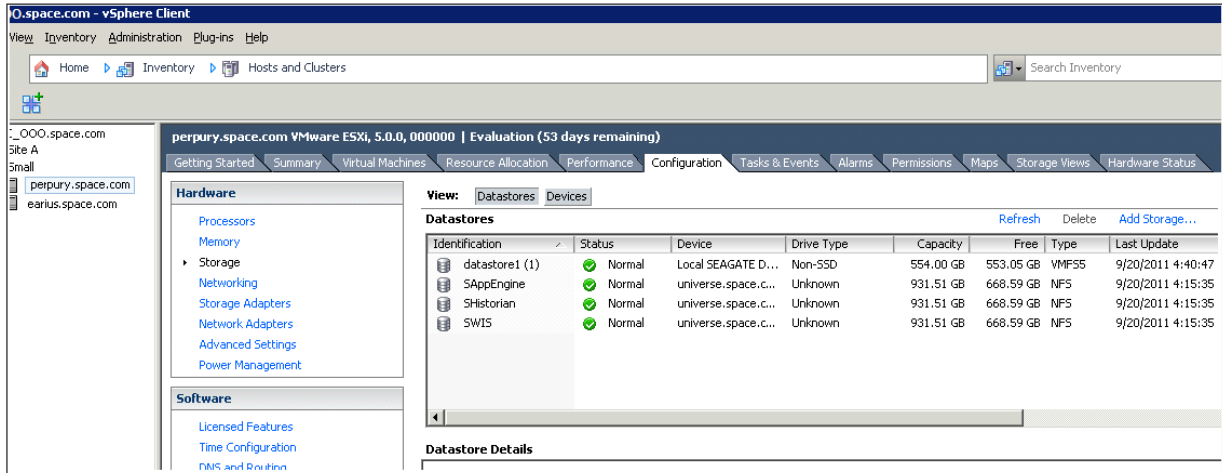 O.space.com - vSphere Client
View Inventory Administration Plug-ins Help
Home Inventory Hosts and Clusters
Search Inventory
_OOO.space.com
Site A
Small
perpury.space.com
earius.space.com
perpury.space.com VMware ESXi, 5.0.0, 000000 | Evaluation (53 days remaining)
Getting Started Summary Virtual Machines Resource Allocation Performance Configuration Tasks & Events Alarms Permissions Maps Storage Views Hardware Status
Hardware
Processors
Memory
Storage
Networking
Storage Adapters
Network Adapters
Advanced Settings
Power Management
Software
Licensed Features
Time Configuration
DNS and Routing
View: Datastores Devices
Datastores
Refresh Delete Add Storage...
Identification Status Device Drive Type Capacity Free Type Last Update
datastore1 (1) Normal Local SEAGATE D... Non-SSD 554.00 GB 553.05 GB VMFS5 9/20/2011 4:40:47
SAppEngine Normal universe.space.c... Unknown 931.51 GB 668.59 GB NFS 9/20/2011 4:15:35
SHistorian Normal universe.space.c... Unknown 931.51 GB 668.59 GB NFS 9/20/2011 4:15:35
SWIS Normal universe.space.c... Unknown 931.51 GB 668.59 GB NFS 9/20/2011 4:15:35
Datastore Details